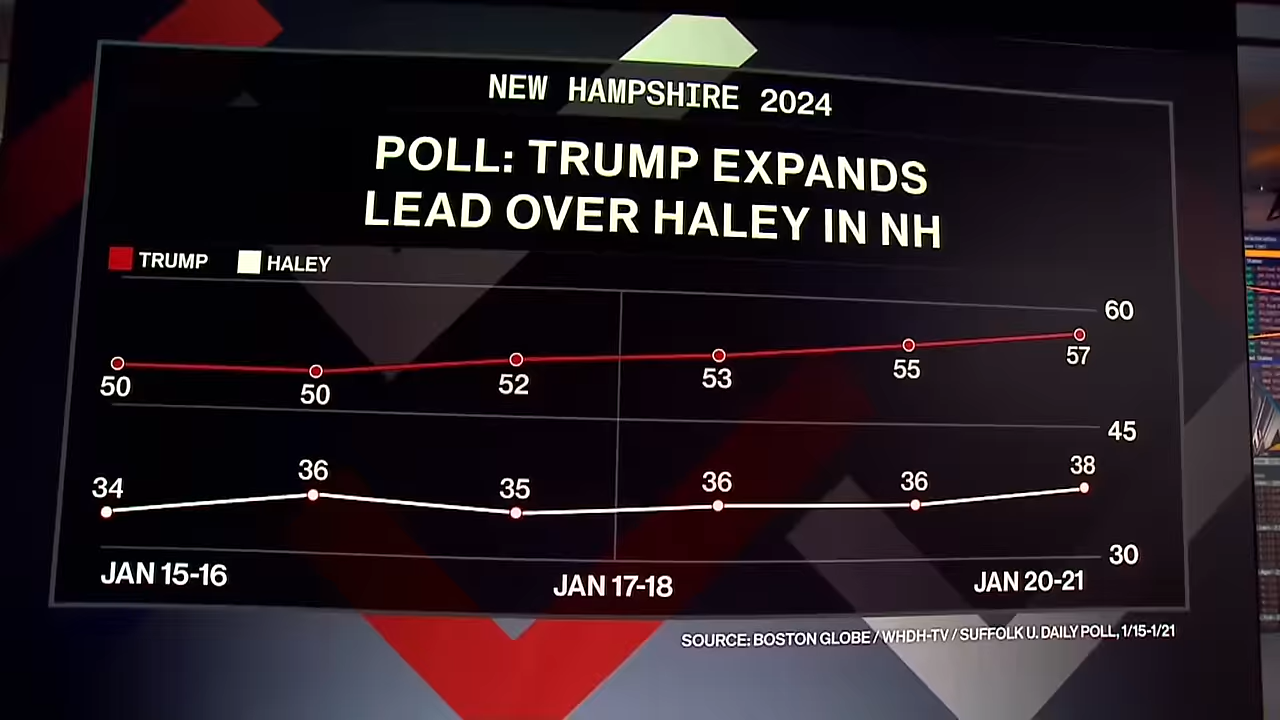 NEW HAMPSHIRE 2024
POLL: TRUMP EXPANDS
LEAD OVER HALEY IN NH
TRUMP HALEY
60
50 50 52 53 55 57
45
34 36 35 36 36 38
30
JAN 15-16 JAN 17-18 JAN 20-21
SOURCE: BOSTON GLOBE / WHDH-TV / SUFFOLK U. DAILY POLL, 1/15-1/21